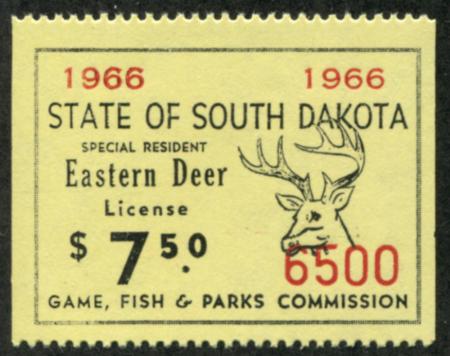 1966 1966
STATE OF SOUTH DAKOTA
SPECIAL RESIDENT
Eastern Deer
License
$ 7.50
6500
GAME, FISH & PARKS COMMISSION